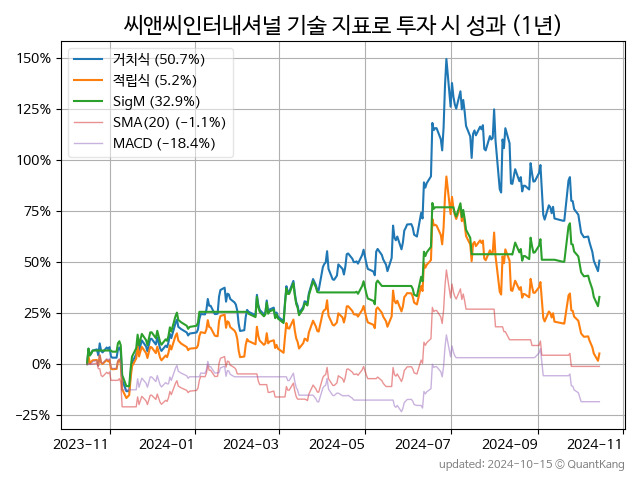 씨앤씨인터내셔널 기술 지표로 투자 시 성과 (1년)
150%
125%
100%
75%
50%
25%
0%
−25%
거치식 (50.7%)
적립식 (5.2%)
SigM (32.9%)
SMA(20) (−1.1%)
MACD (−18.4%)
2023-11 2024-01 2024-03 2024-05 2024-07 2024-09 2024-11
updated: 2024-10-15 © QuantKang